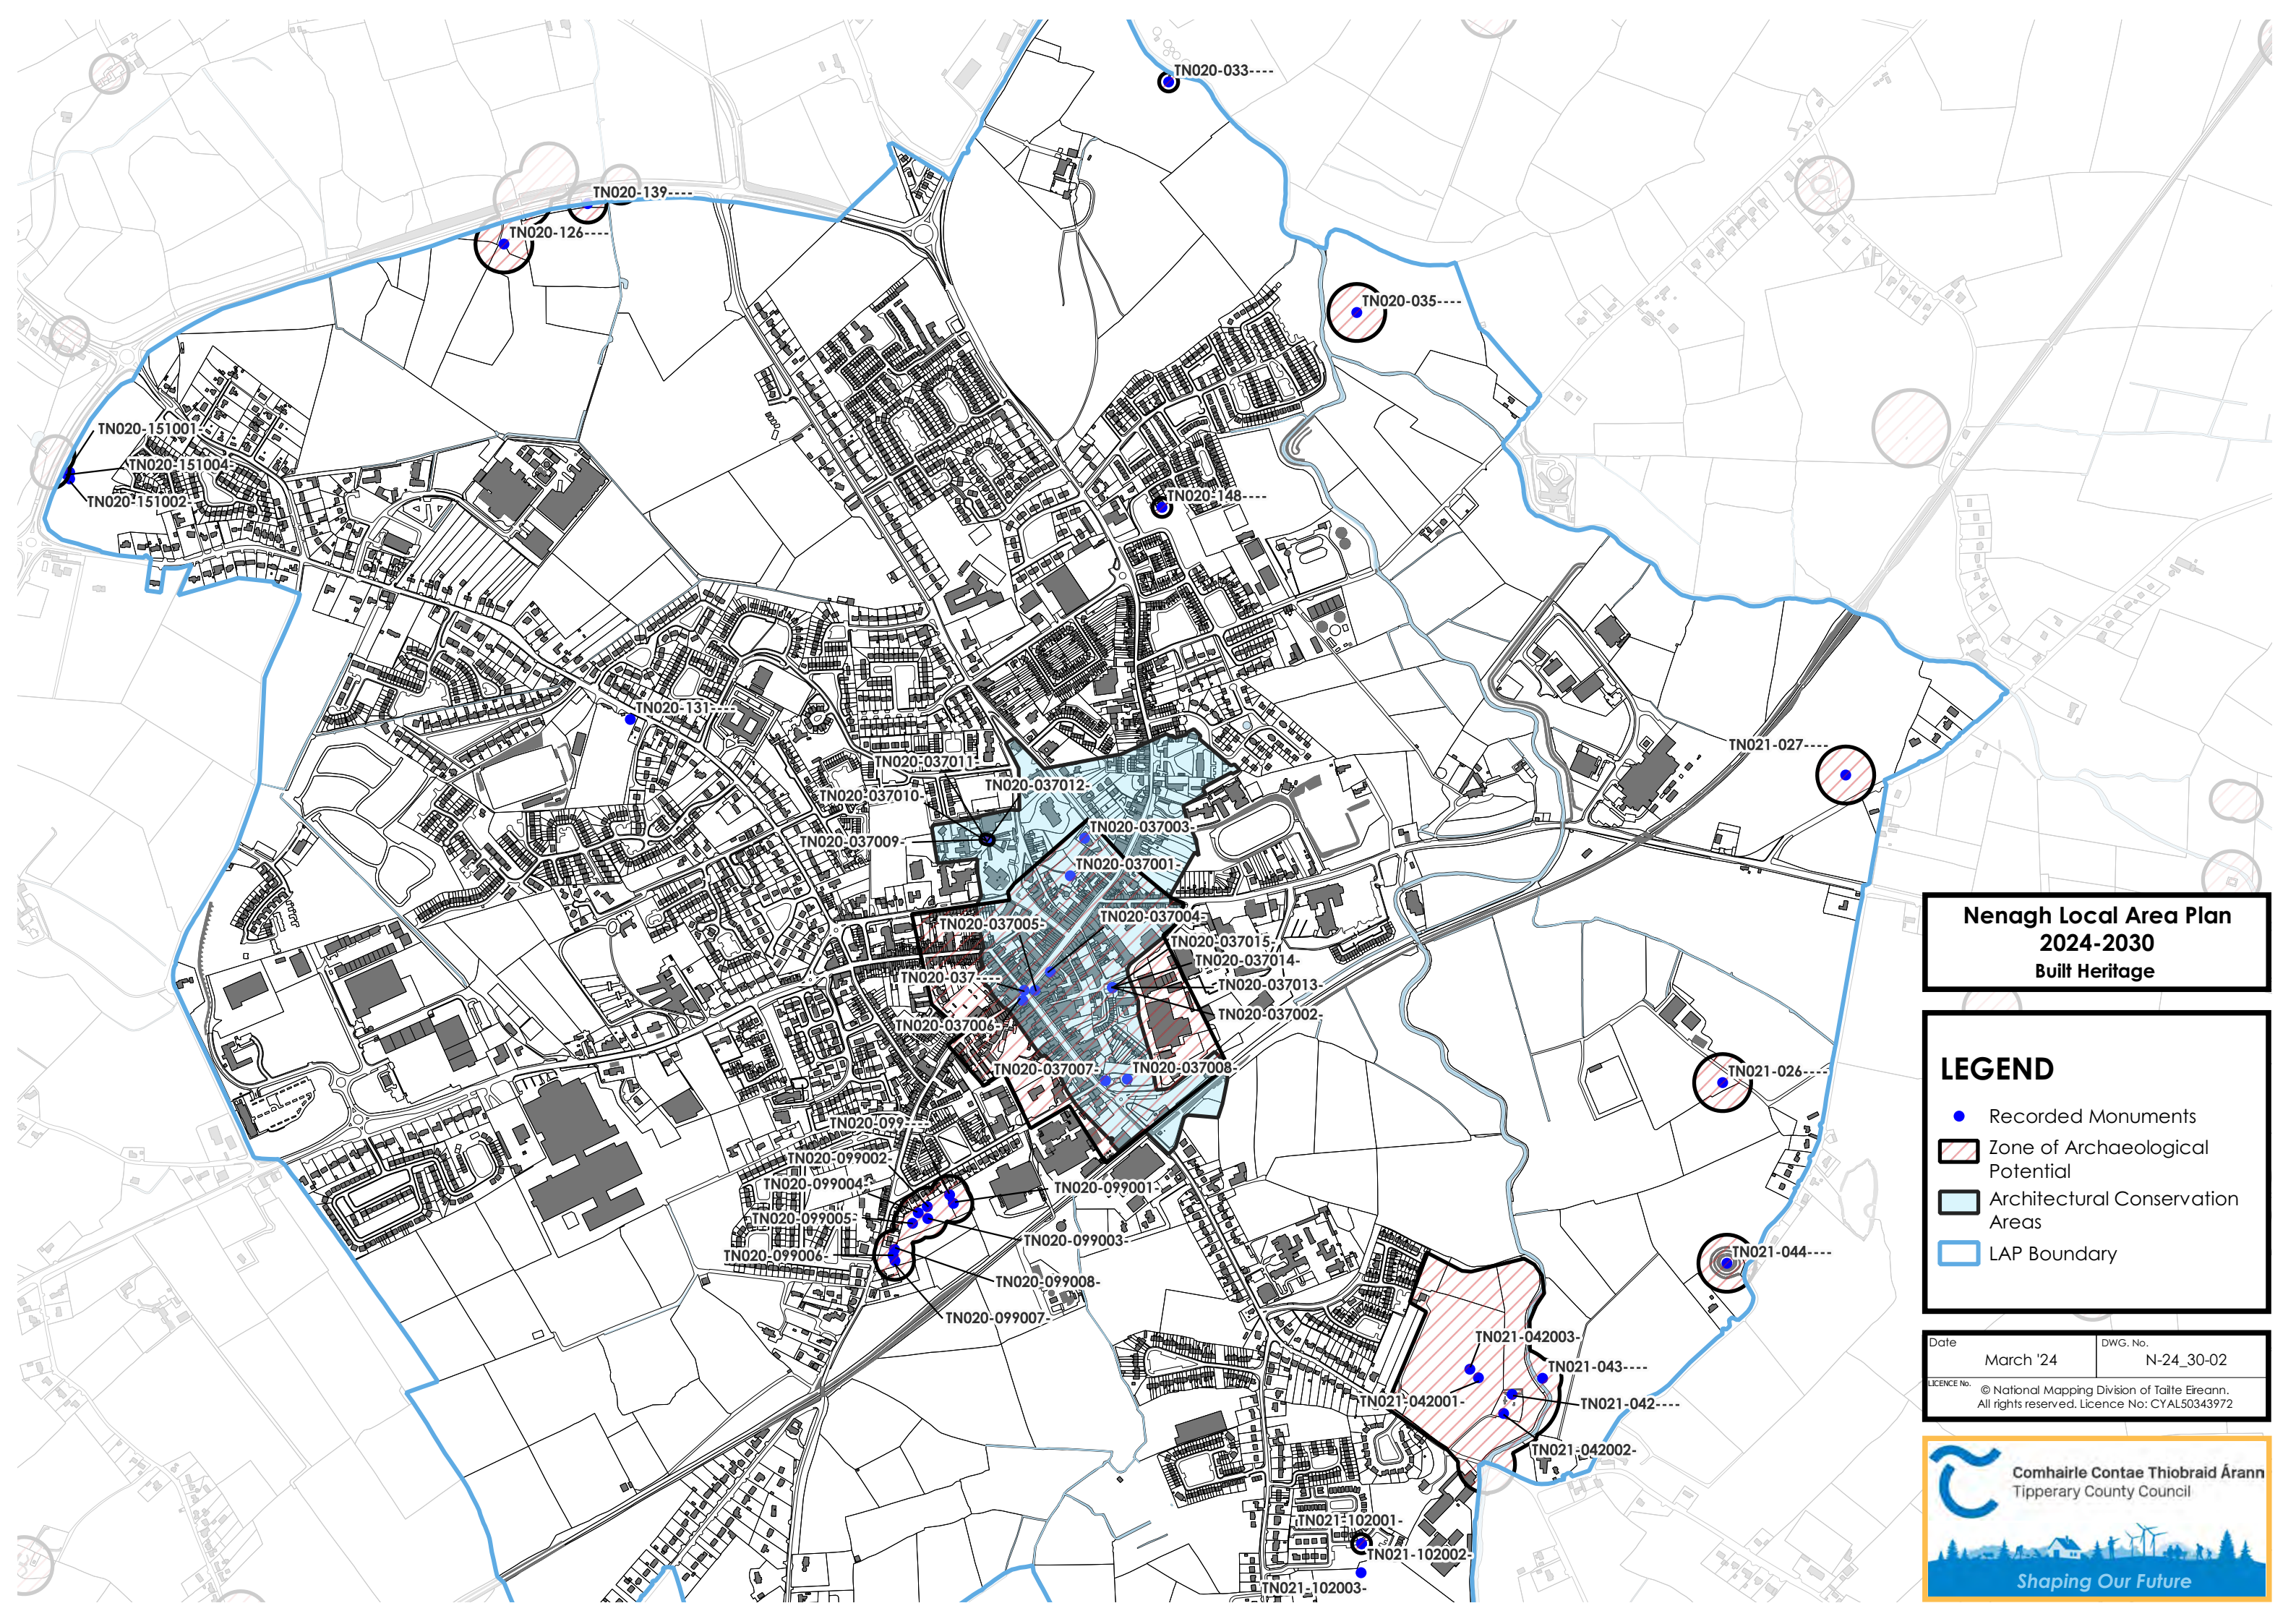 TN020-033----
TN020-139----
TN020-126----
TN020-035----
TN020-151001-
TN020-151004-
TN020-151002-
TN020-148----
TN020-131----
TN021-027----
TN020-037011-
TN020-037012-
TN020-037010-
TN020-037003-
TN020-037009-
TN020-037001-
TN020-037004-
TN020-037005-
TN020-037015-
TN020-037014-
TN020-037----
TN020-037013-
TN020-037002-
TN020-037006-
TN020-037007-
TN020-037008-
TN021-026----
TN020-099----
TN020-099002-
TN020-099004-
TN020-099001-
TN020-099005-
TN020-099003-
TN020-099006-
TN021-044----
TN020-099008-
TN020-099007-
TN021-042003-
TN021-043----
TN021-042001-
TN021-042----
TN021-042002-
TN021-102001-
TN021-102002-
TN021-102003-
Nenagh Local Area Plan
2024-2030
Built Heritage
LEGEND
Recorded Monuments
Zone of Archaeological
Potential
Architectural Conservation
Areas
LAP Boundary
Date
March '24
DWG. No.
N-24_30-02
LICENCE No.
© National Mapping Division of Tailte Eireann.
All rights reserved. Licence No: CYAL50343972
Comhairle Contae Thiobraid Árann
Tipperary County Council
Shaping Our Future